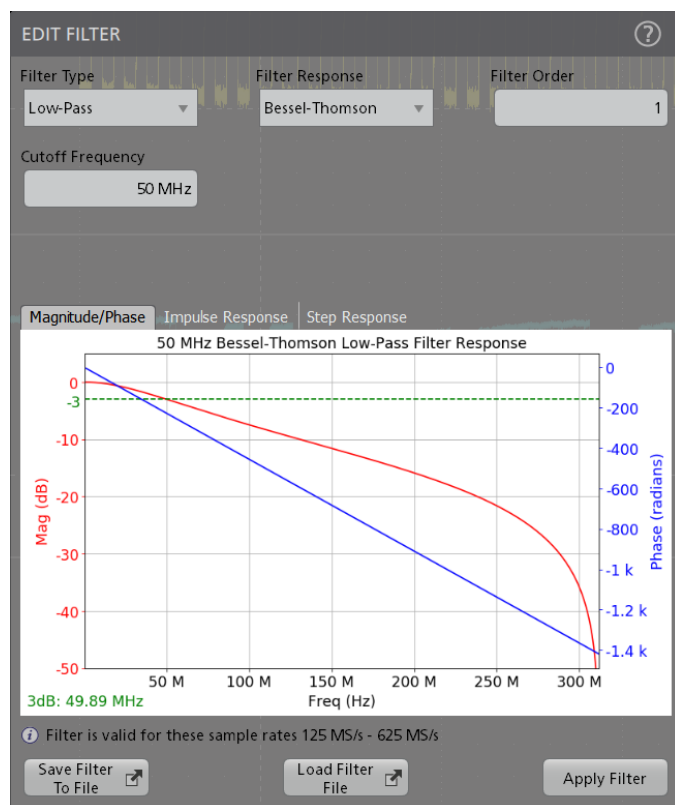 EDIT FILTER
?
Filter Type
Filter Response
Filter Order
Low-Pass
Bessel-Thomson
1
Cutoff Frequency
50 MHz
Magnitude/Phase
Impulse Response
Step Response
50 MHz Bessel-Thomson Low-Pass Filter Response
0
-3
-10
-20
-30
-40
-50
Mag (dB)
0
-200
-400
-600
-800
-1 k
-1.2 k
-1.4 k
Phase (radians)
50 M
100 M
150 M
200 M
250 M
300 M
3dB: 49.89 MHz
Freq (Hz)
i
Filter is valid for these sample rates 125 MS/s - 625 MS/s
Save Filter
To File
Load Filter
File
Apply Filter